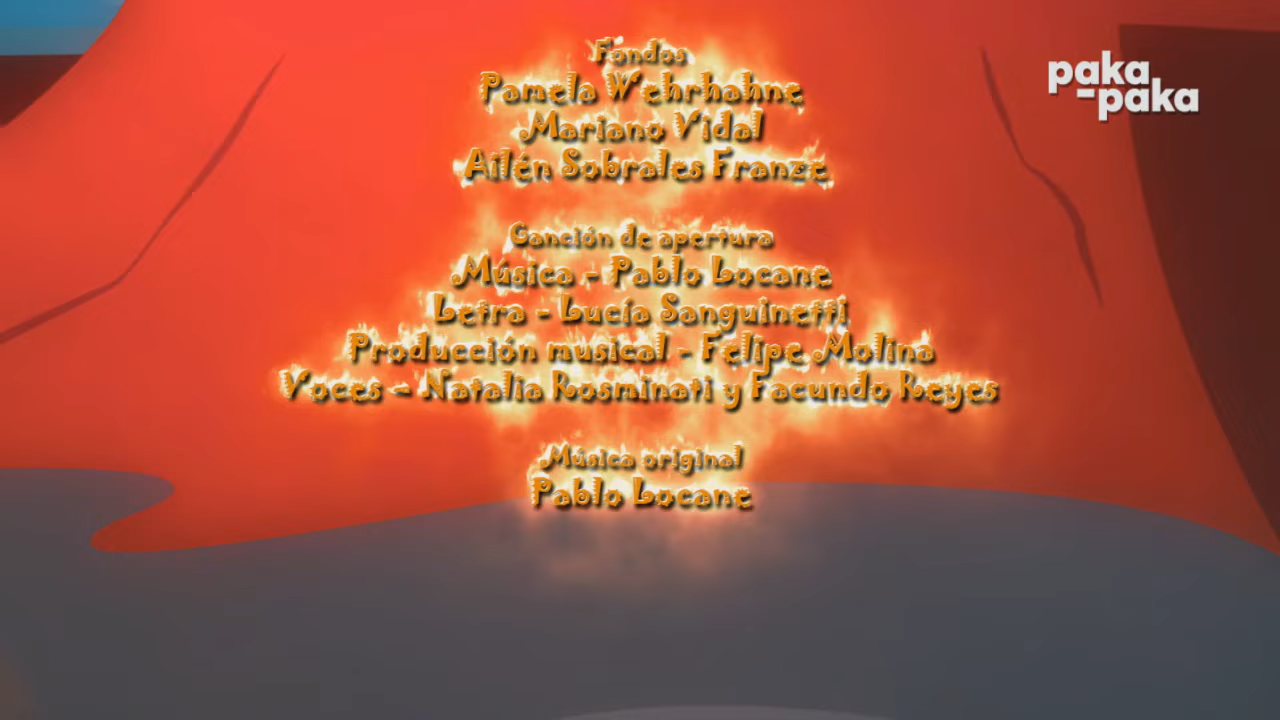 Fondos
Pamela Wehrhahne
Mariano Vidal
Ailén Sobrales Franze
Canción de apertura
Música - Pablo Locane
Letra - Lucía Sanguinetti
Producción musical - Felipe Molina
Voces - Natalia Rosminati y Facundo Reyes
Música original
Pablo Locane
paka
-paka